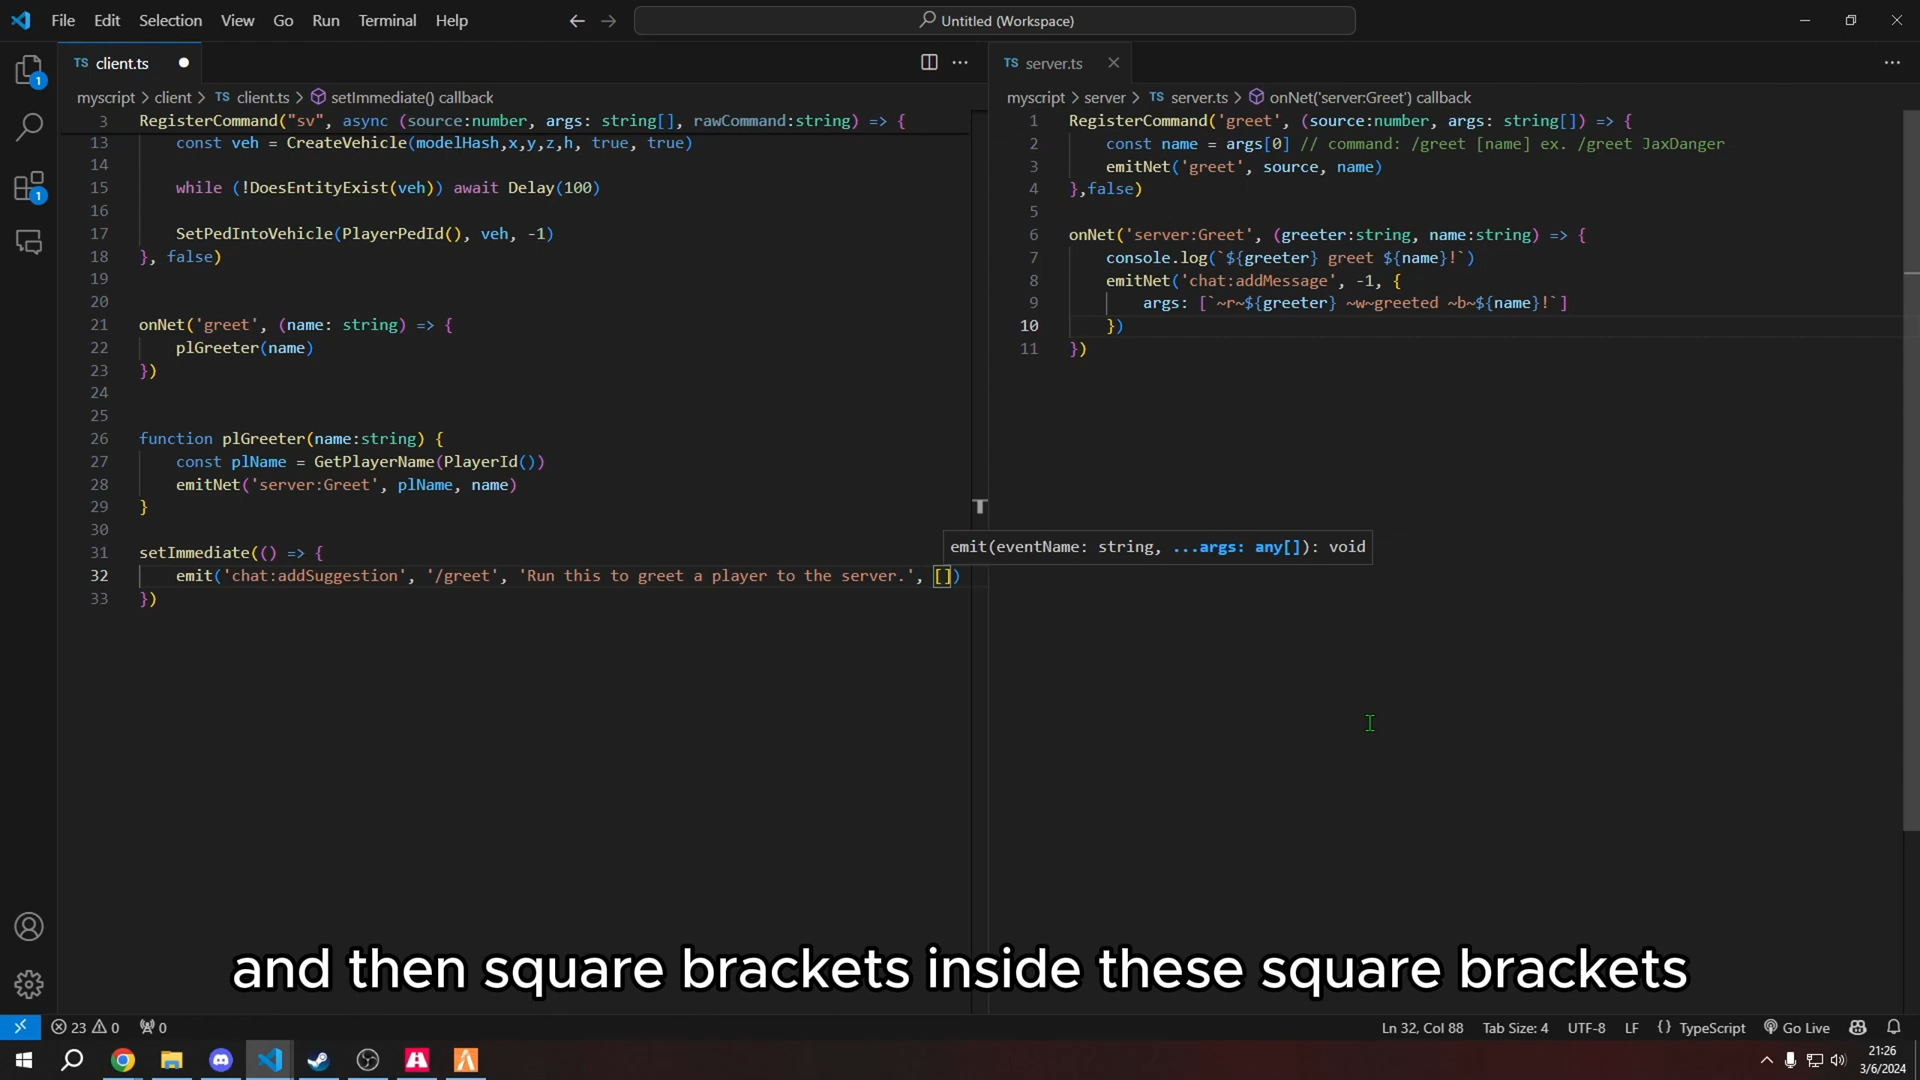 File Edit Selection View Go Run Terminal Help
Untitled (Workspace)
TS client.ts
myscript > client > TS client.ts > setImmediate() callback
3 RegisterCommand("sv", async (source:number, args: string[], rawCommand:string) => {
13 const veh = CreateVehicle(modelHash,x,y,z,h, true, true)
14
15 while (!DoesEntityExist(veh)) await Delay(100)
16
17 SetPedIntoVehicle(PlayerPedId(), veh, -1)
18 }, false)
19
20
21 onNet('greet', (name: string) => {
22 plGreeter(name)
23 })
24
25
26 function plGreeter(name:string) {
27 const plName = GetPlayerName(PlayerId())
28 emitNet('server:Greet', plName, name)
29 }
30
31 setImmediate(() => {
32 emit('chat:addSuggestion', '/greet', 'Run this to greet a player to the server.', [])
33 })
emit(eventName: string, ...args: any[]): void
TS server.ts
myscript > server > TS server.ts > onNet('server:Greet') callback
1 RegisterCommand('greet', (source:number, args: string[]) => {
2 const name = args[0] // command: /greet [name] ex. /greet JaxDanger
3 emitNet('greet', source, name)
4 },false)
5
6 onNet('server:Greet', (greeter:string, name:string) => {
7 console.log(`${greeter} greet ${name}!`)
8 emitNet('chat:addMessage', -1, {
9 args: [`~r~${greeter} ~w~greeted ~b~${name}!`]
10 })
11 })
and then square brackets inside these square brackets
23 0 0
Ln 32, Col 88 Tab Size: 4 UTF-8 LF {} TypeScript Go Live
21:26
3/6/2024